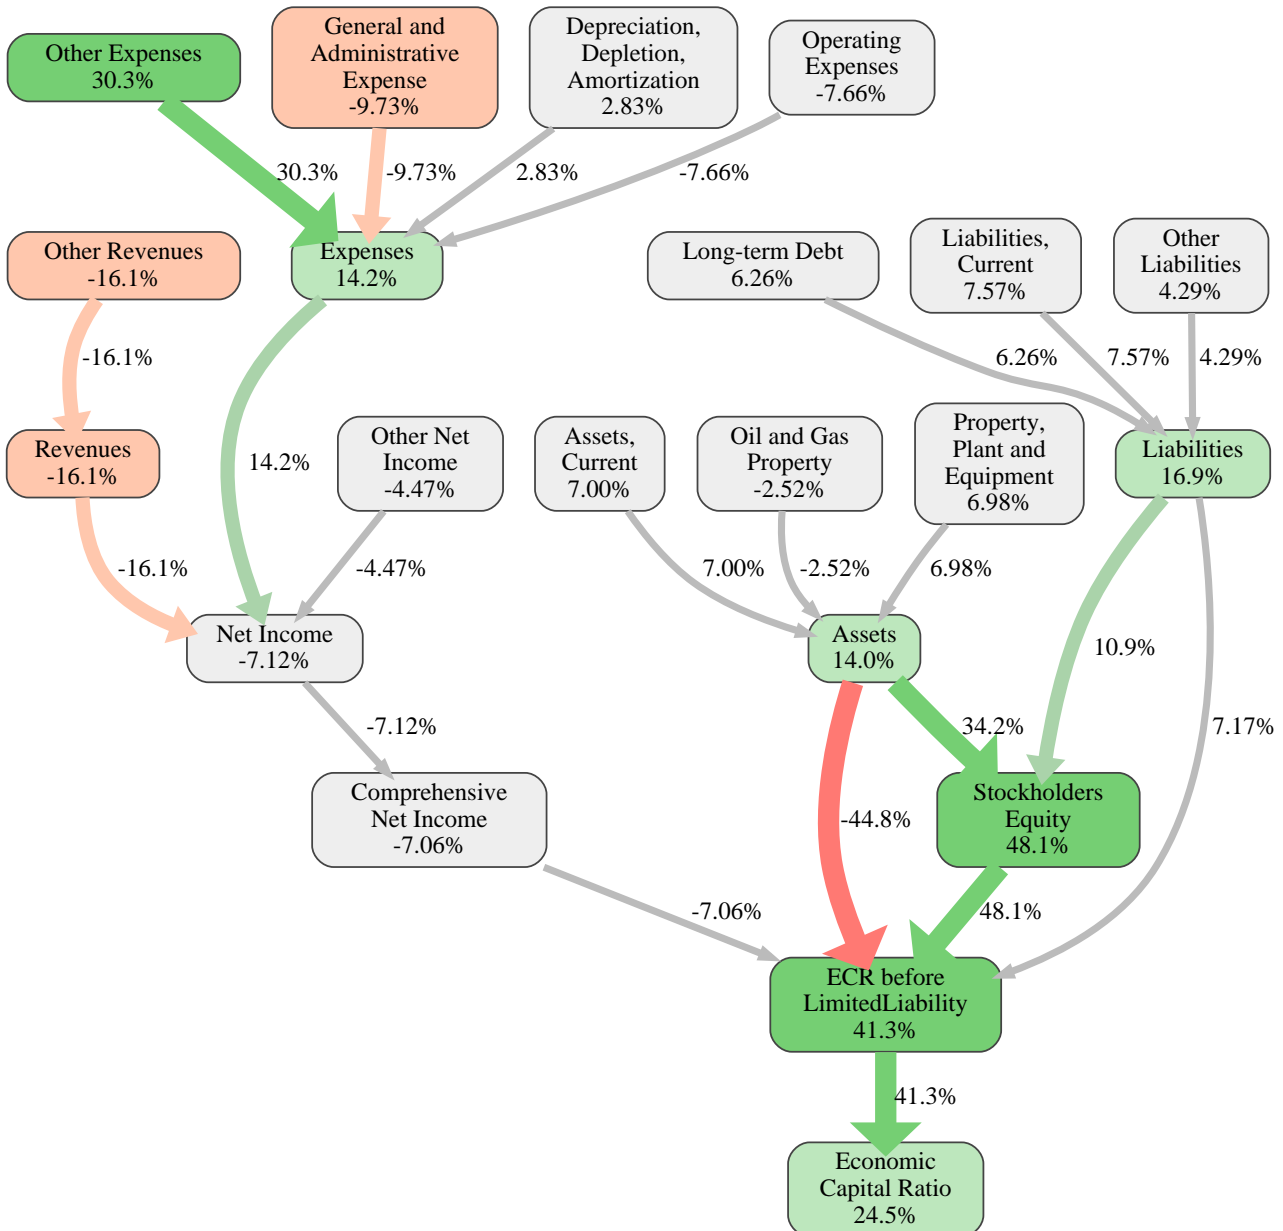 Other Expenses
30.3%
General and
Administrative
Expense
-9.73%
Depreciation,
Depletion,
Amortization
2.83%
Operating
Expenses
-7.66%
30.3%
-9.73%
2.83%
-7.66%
Other Revenues
-16.1%
Expenses
14.2%
Long-term Debt
6.26%
Liabilities,
Current
7.57%
Other
Liabilities
4.29%
-16.1%
6.26%
7.57%
4.29%
Revenues
-16.1%
14.2%
Other Net
Income
-4.47%
Assets,
Current
7.00%
Oil and Gas
Property
-2.52%
Property,
Plant and
Equipment
6.98%
Liabilities
16.9%
-16.1%
-4.47%
7.00%
-2.52%
6.98%
Net Income
-7.12%
Assets
14.0%
10.9%
-7.12%
34.2%
7.17%
Comprehensive
Net Income
-7.06%
-44.8%
Stockholders
Equity
48.1%
-7.06%
48.1%
ECR before
LimitedLiability
41.3%
41.3%
Economic
Capital Ratio
24.5%